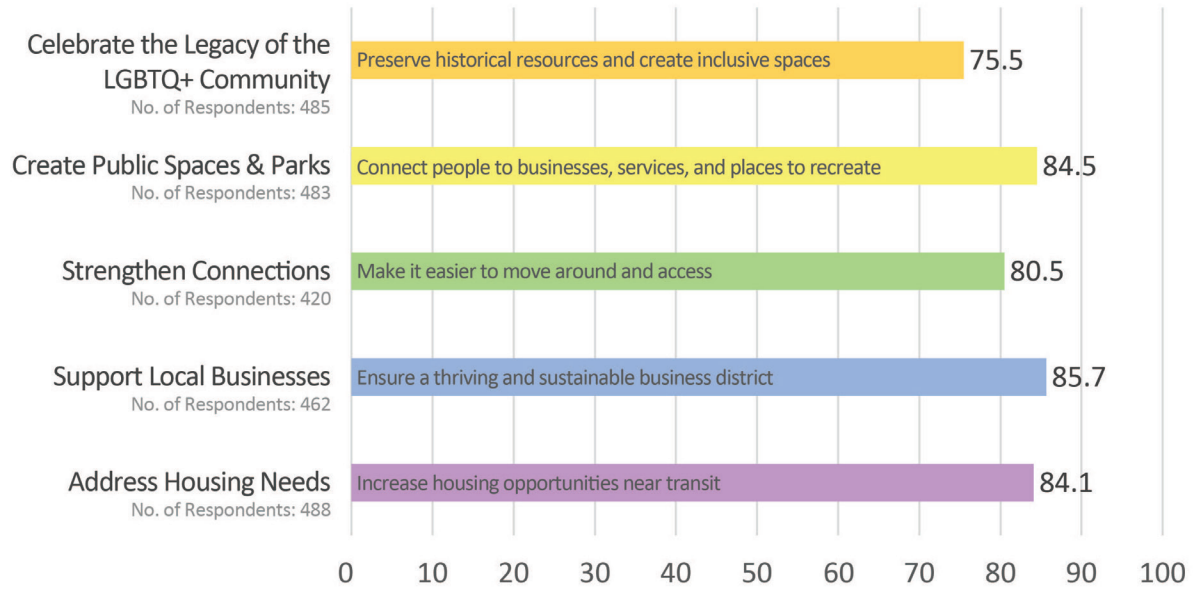 Celebrate the Legacy of the
LGBTQ+ Community
No. of Respondents: 485
Preserve historical resources and create inclusive spaces
75.5
Create Public Spaces & Parks
No. of Respondents: 483
Connect people to businesses, services, and places to recreate
84.5
Strengthen Connections
No. of Respondents: 420
Make it easier to move around and access
80.5
Support Local Businesses
No. of Respondents: 462
Ensure a thriving and sustainable business district
85.7
Address Housing Needs
No. of Respondents: 488
Increase housing opportunities near transit
84.1
0 10 20 30 40 50 60 70 80 90 100